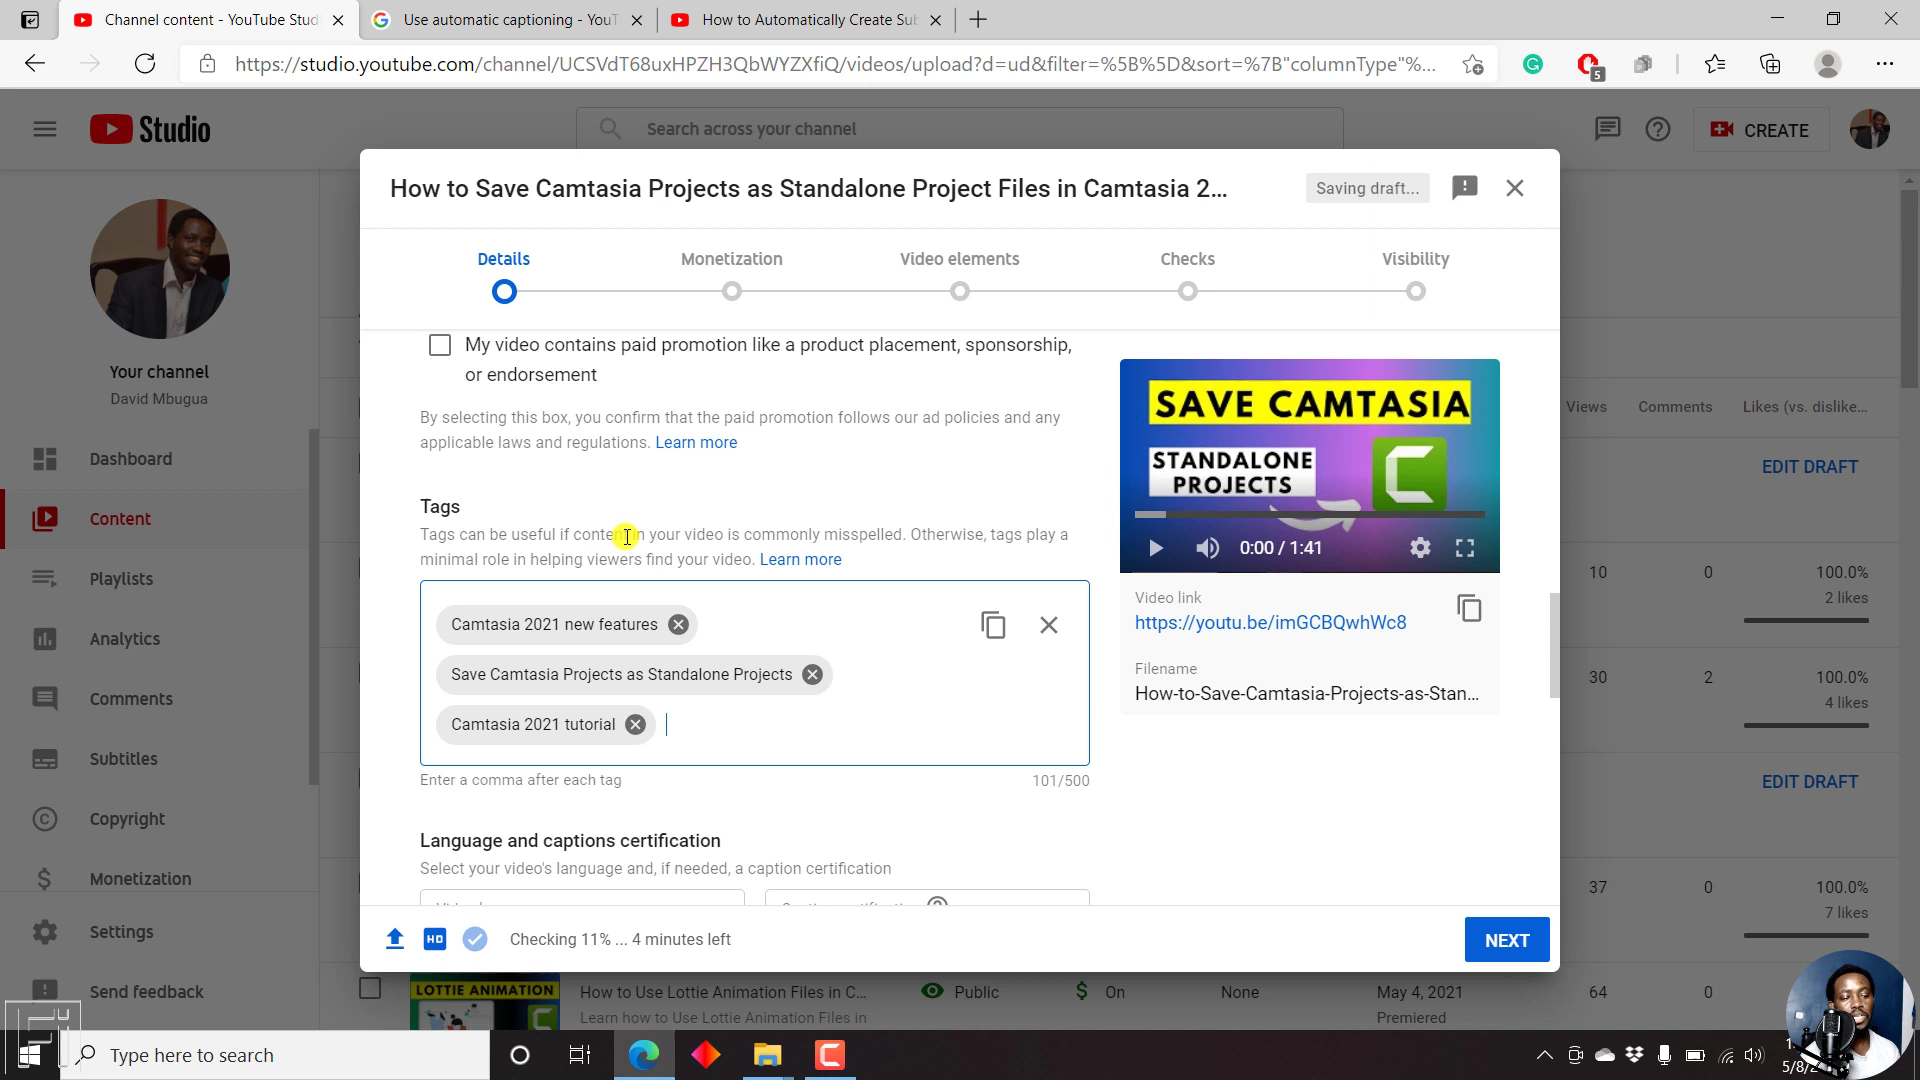 Channel content - YouTube Stud
Use automatic captioning - YouT
How to Automatically Create Sub
https://studio.youtube.com/channel/UCSVdT68uxHPZH3QbWYZXfiQ/videos/upload?d=ud&filter=%5B%5D&sort=%7B"columnType"%...
5
Studio
Search across your channel
CREATE
How to Save Camtasia Projects as Standalone Project Files in Camtasia 2...
Saving draft...
Details
Monetization
Video elements
Checks
Visibility
Your channel
David Mbugua
Dashboard
Content
Playlists
Analytics
Comments
Subtitles
Copyright
Monetization
Settings
Send feedback
My video contains paid promotion like a product placement, sponsorship,
or endorsement
By selecting this box, you confirm that the paid promotion follows our ad policies and any
applicable laws and regulations. Learn more
Tags
Tags can be useful if content in your video is commonly misspelled. Otherwise, tags play a
minimal role in helping viewers find your video. Learn more
Camtasia 2021 new features
Save Camtasia Projects as Standalone Projects
Camtasia 2021 tutorial
Enter a comma after each tag
101/500
Language and captions certification
Select your video's language and, if needed, a caption certification
SAVE CAMTASIA
STANDALONE
PROJECTS
0:00 / 1:41
Video link
https://youtu.be/imGCBQwhWc8
Filename
How-to-Save-Camtasia-Projects-as-Stan...
HD
Checking 11% ... 4 minutes left
NEXT
Views
Comments
Likes (vs. dislike...
EDIT DRAFT
10
0
100.0%
2 likes
30
2
100.0%
4 likes
EDIT DRAFT
37
0
100.0%
7 likes
LOTTIE ANIMATION
How to Use Lottie Animation Files in C...
Learn how to Use Lottie Animation Files in
Public
On
None
May 4, 2021
Premiered
64
0
Type here to search